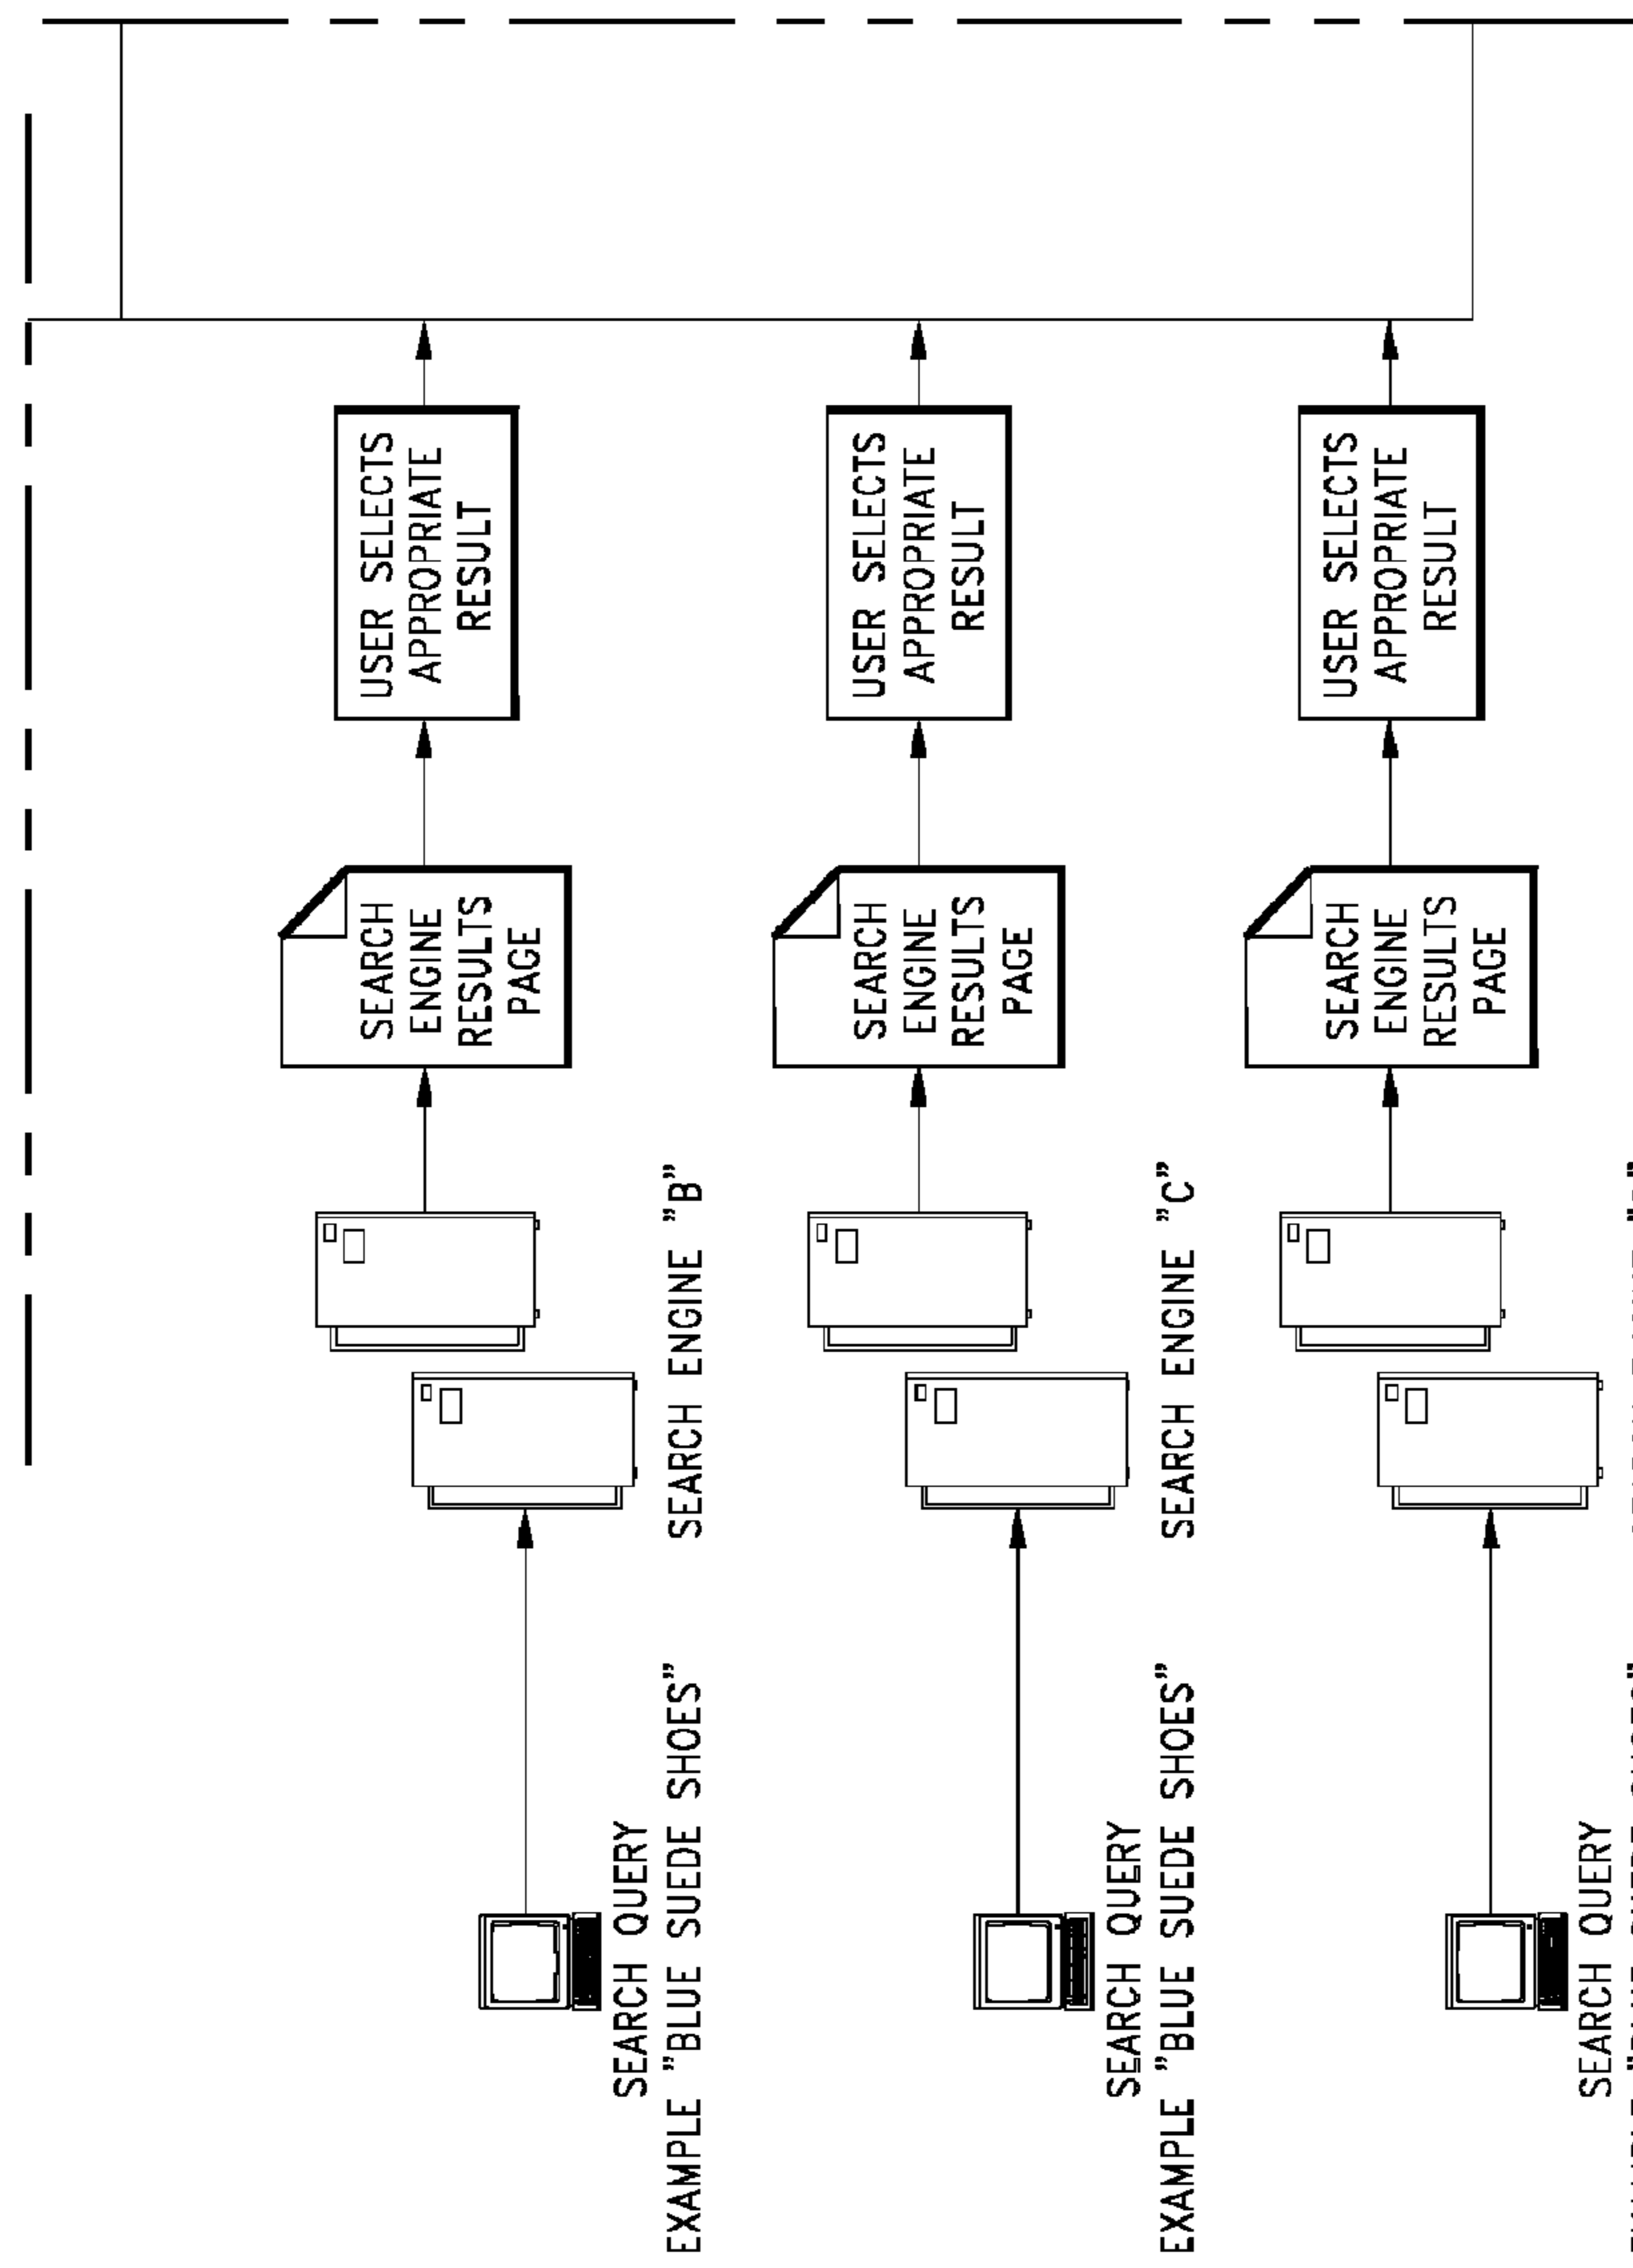 USER SELECTS
APPROPRIATE
RESULT
SEARCH
ENGINE
RESULTS
PAGE
SEARCH ENGINE "B"
SEARCH QUERY
EXAMPLE "BLUE SUEDE SHOES"
USER SELECTS
APPROPRIATE
RESULT
SEARCH
ENGINE
RESULTS
PAGE
SEARCH ENGINE "C"
SEARCH QUERY
EXAMPLE "BLUE SUEDE SHOES"
USER SELECTS
APPROPRIATE
RESULT
SEARCH
ENGINE
RESULTS
PAGE
SEARCH QUERY